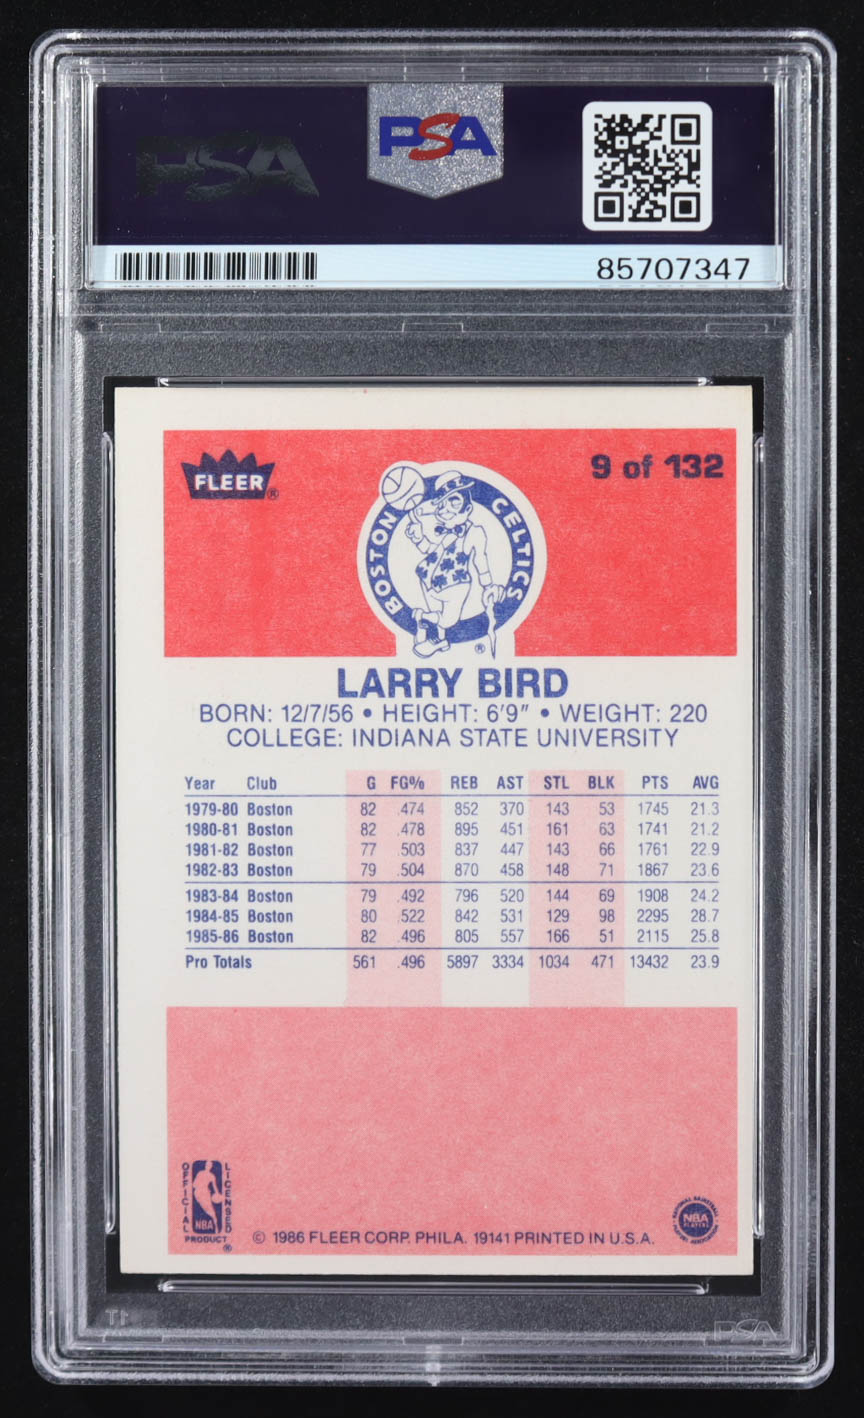 PSA PSA
85707347
FLEER®
9 of 132
BOSTON CELTICS
®
LARRY BIRD
BORN: 12/7/56 • HEIGHT: 6'9" • WEIGHT: 220
COLLEGE: INDIANA STATE UNIVERSITY
Year Club G FG% REB AST STL BLK PTS AVG
1979-80 Boston 82 .474 852 370 143 53 1745 21.3
1980-81 Boston 82 .478 895 451 161 63 1741 21.2
1981-82 Boston 77 .503 837 447 143 66 1761 22.9
1982-83 Boston 79 .504 870 458 148 71 1867 23.6
1983-84 Boston 79 .492 796 520 144 69 1908 24.2
1984-85 Boston 80 .522 842 531 129 98 2295 28.7
1985-86 Boston 82 .496 805 557 166 51 2115 25.8
Pro Totals 561 .496 5897 3334 1034 471 13432 23.9
OFFICIAL LICENSED
NBA
PRODUCT ®
© 1986 FLEER CORP. PHILA. 19141 PRINTED IN U.S.A.
NATIONAL BASKETBALL
NBA
PLAYERS
PLAYERS ASSOCIATION
PSA